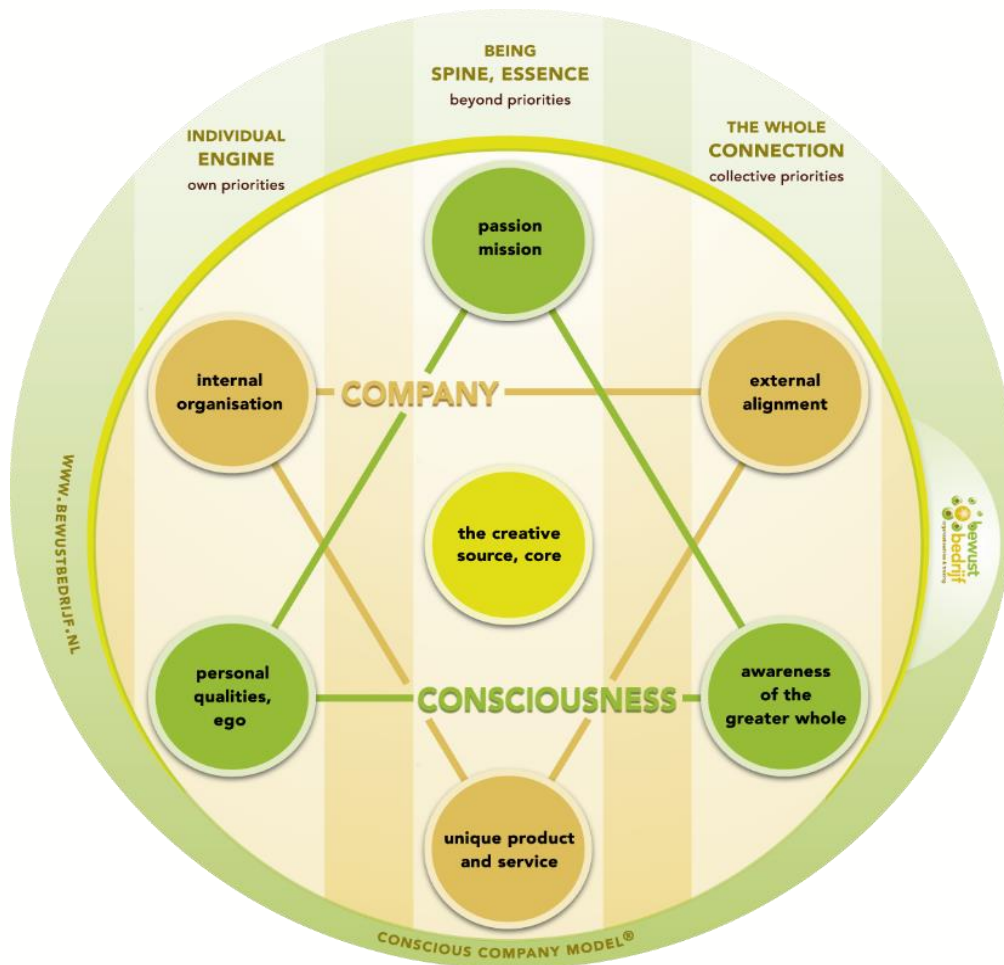 BEING
SPINE, ESSENCE
beyond priorities
INDIVIDUAL
ENGINE
own priorities
THE WHOLE
CONNECTION
collective priorities
passion
mission
internal
organisation
COMPANY
external
alignment
the creative
source, core
personal
qualities,
ego
CONSCIOUSNESS
awareness
of the
greater whole
unique product
and service
WWW.BEWUSTBEDRIJF.NL
bewust
bedrijf
CONSCIOUS COMPANY MODEL®